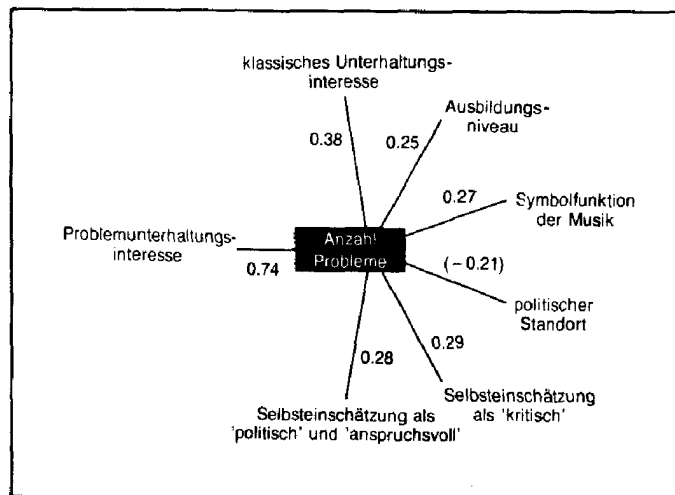 klassisches Unterhaltungs-
interesse
Ausbildungs-
niveau
0.38
0.25
0.27
Symbolfunktion
der Musik
Problemunterhaltungs-
interesse
0.74
Anzahl
Probleme
(−0.21)
politischer
Standort
0.28
0.29
Selbsteinschätzung
als 'kritisch'
Selbsteinschätzung als
'politisch' und 'anspruchsvoll'